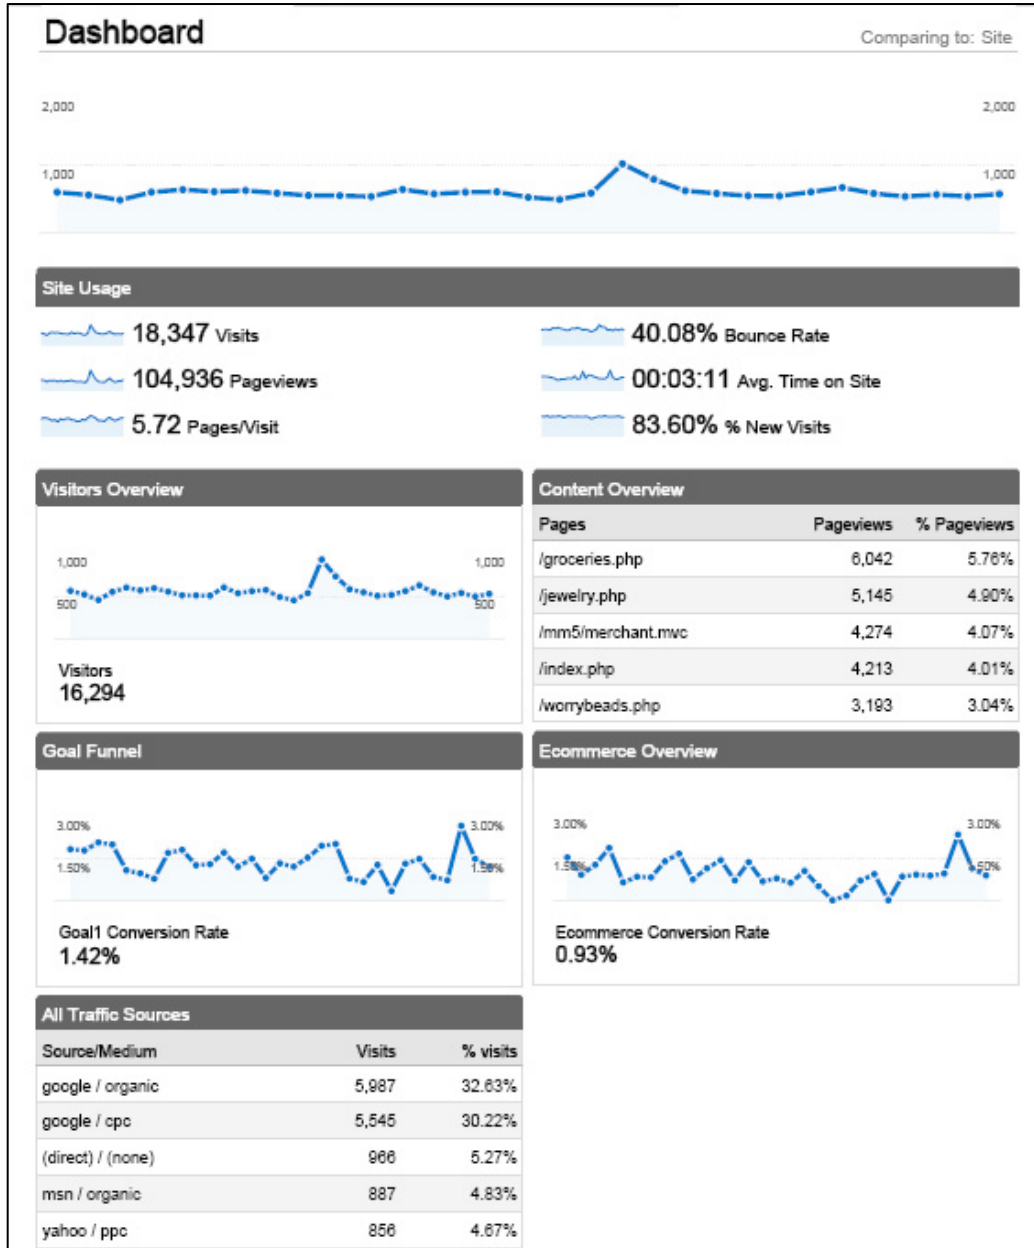 Dashboard
Comparing to: Site
2,000 2,000
1,000 1,000
Site Usage
18,347 Visits
40.08% Bounce Rate
104,936 Pageviews
00:03:11 Avg. Time on Site
5.72 Pages/Visit
83.60% % New Visits
Visitors Overview
1,000 1,000
500 500
Visitors
16,294
Content Overview
Pages Pageviews % Pageviews
/groceries.php 6,042 5.76%
/jewelry.php 5,145 4.90%
/mm5/merchant.mvc 4,274 4.07%
/index.php 4,213 4.01%
/worrybeads.php 3,193 3.04%
Goal Funnel
3.00% 3.00%
1.50% 1.50%
Goal1 Conversion Rate
1.42%
Ecommerce Overview
3.00% 3.00%
1.50% 1.50%
Ecommerce Conversion Rate
0.93%
All Traffic Sources
Source/Medium Visits % visits
google / organic 5,987 32.63%
google / cpc 5,545 30.22%
(direct) / (none) 966 5.27%
msn / organic 887 4.83%
yahoo / ppc 856 4.67%